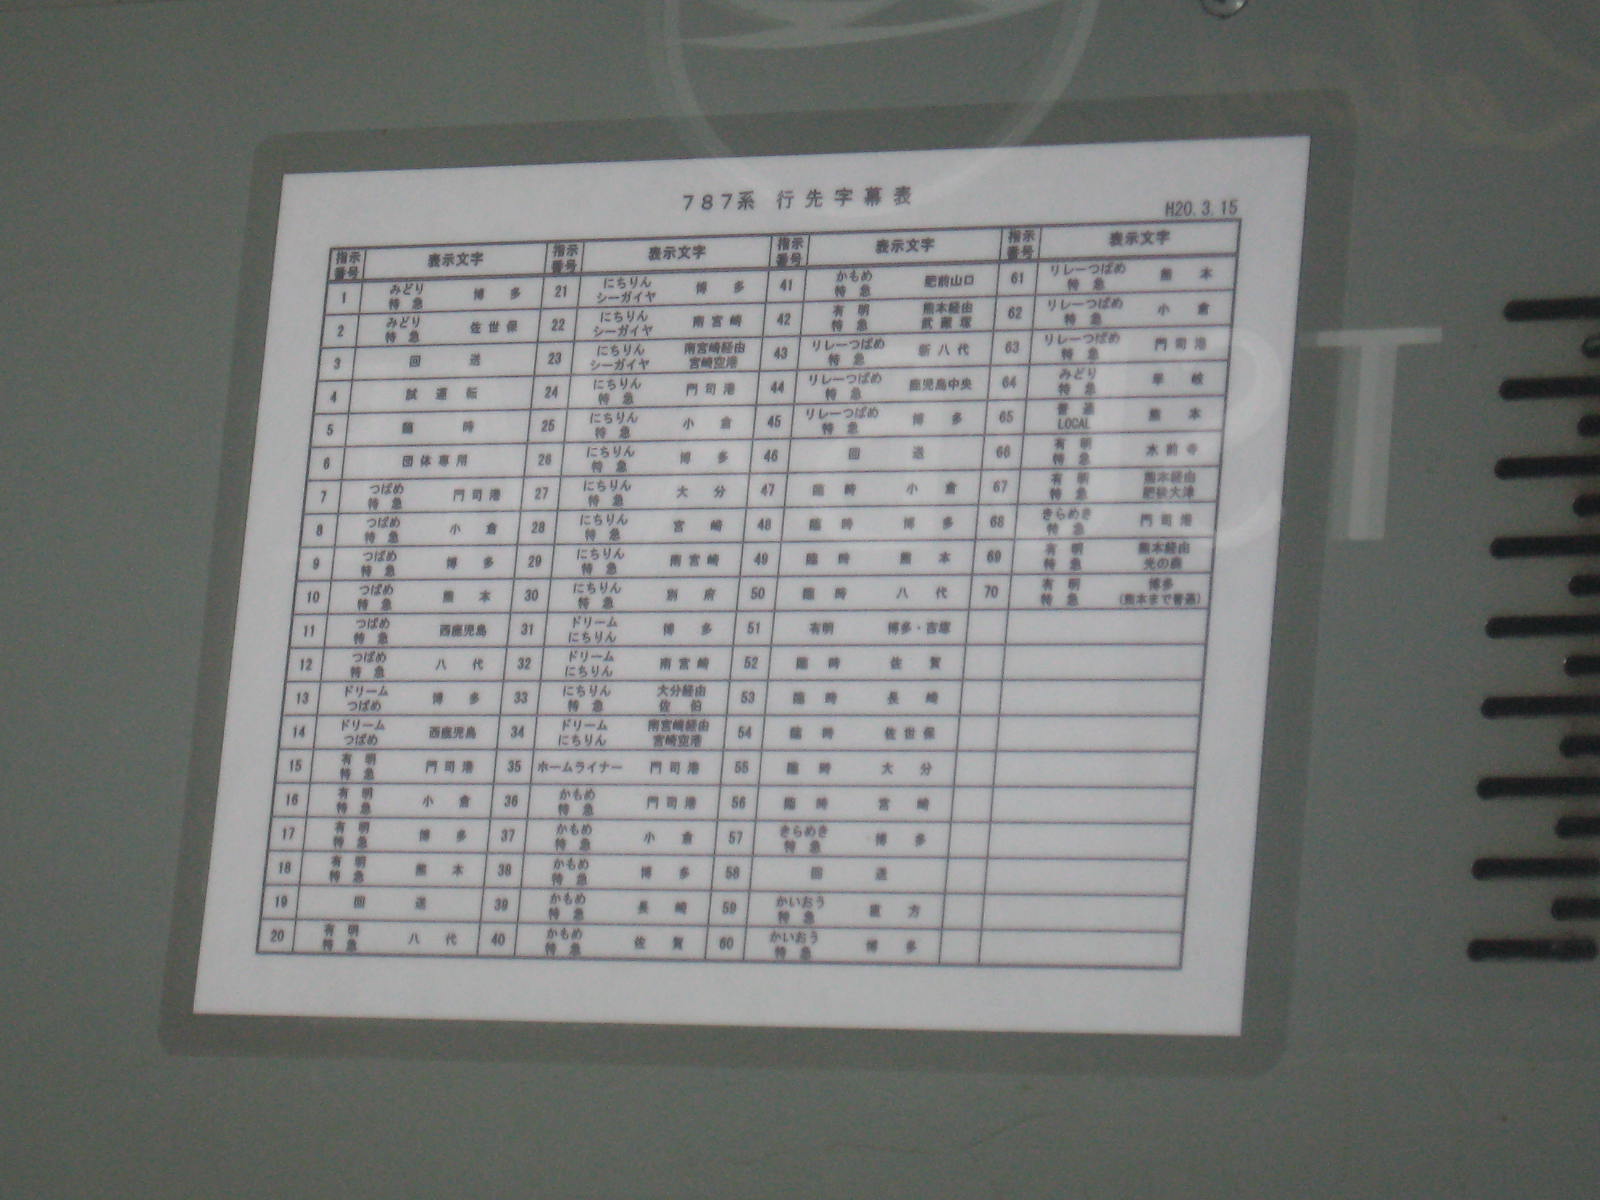 787系 行先字幕表
H20.3.15
指示番号 表示文字 指示番号 表示文字 指示番号 表示文字 指示番号 表示文字
1 みどり 特急 博多 21 にちりん シーガイヤ 博多 41 かもめ 特急 肥前山口 61 リレーつばめ 特急 熊本
2 みどり 特急 佐世保 22 にちりん シーガイヤ 南宮崎 42 有明 特急 熊本経由 武蔵塚 62 リレーつばめ 特急 小倉
3 回送 23 にちりん シーガイヤ 南宮崎経由 宮崎空港 43 リレーつばめ 特急 新八代 63 リレーつばめ 特急 門司港
4 試運転 24 にちりん 特急 門司港 44 リレーつばめ 特急 鹿児島中央 64 みどり 特急 早岐
5 臨時 25 にちりん 特急 小倉 45 リレーつばめ 特急 博多 65 普通 LOCAL 熊本
6 団体専用 26 にちりん 特急 博多 46 回送 66 有明 特急 水前寺
7 つばめ 特急 門司港 27 にちりん 特急 大分 47 臨時 小倉 67 有明 特急 熊本経由 肥後大津
8 つばめ 特急 小倉 28 にちりん 特急 宮崎 48 臨時 博多 68 きらめき 特急 門司港
9 つばめ 特急 博多 29 にちりん 特急 南宮崎 49 臨時 熊本 69 有明 特急 熊本経由 光の森
10 つばめ 特急 熊本 30 にちりん 特急 別府 50 臨時 八代 70 有明 特急 博多 (熊本まで普通)
11 つばめ 特急 西鹿児島 31 ドリーム にちりん 博多 51 有明 博多・吉塚
12 つばめ 特急 八代 32 ドリーム にちりん 南宮崎 52 臨時 佐賀
13 ドリーム つばめ 博多 33 にちりん 特急 大分経由 佐伯 53 臨時 長崎
14 ドリーム つばめ 西鹿児島 34 ドリーム にちりん 南宮崎経由 宮崎空港 54 臨時 佐世保
15 有明 特急 門司港 35 ホームライナー 門司港 55 臨時 大分
16 有明 特急 小倉 36 かもめ 特急 門司港 56 臨時 宮崎
17 有明 特急 博多 37 かもめ 特急 小倉 57 きらめき 特急 博多
18 有明 特急 熊本 38 かもめ 特急 博多 58 回送
19 回送 39 かもめ 特急 長崎 59 かいおう 特急 直方
20 有明 特急 八代 40 かもめ 特急 佐賀 60 かいおう 特急 博多